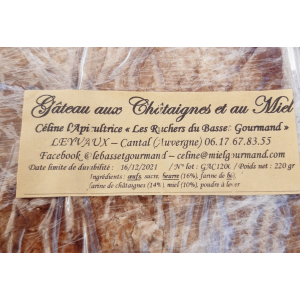 Gâteau aux Châtaignes et au Miel
Céline l'Apicultrice « Les Ruchers du Basset Gourmand »
LEYVAUX – Cantal (Auvergne) 06.17.67.83.55
Facebook @lebassetgourmand – celine@mielgourmand.com
Date limite de durabilité : 16/12/2021 / N° lot : / Poids net : 220 gr
Ingrédients : œufs, sucre, beurre (16%), farine de
farine de châtaignes (14%), miel (10%), poudre à lever